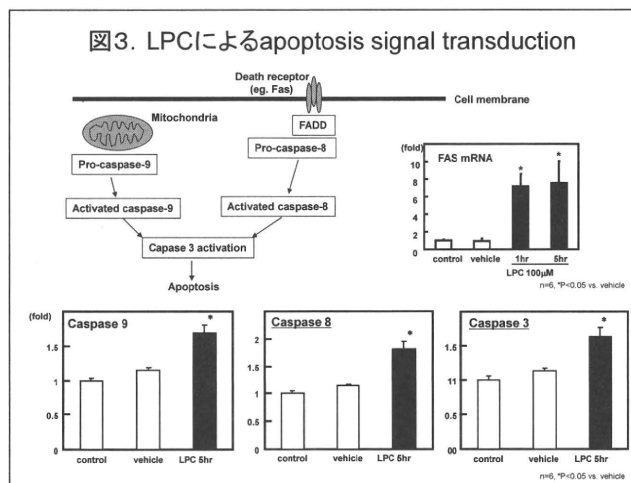 図3. LPCによるapoptosis signal transduction
Death receptor
(eg. Fas)
Cell membrane
Mitochondria
FADD
Pro-caspase-9
Pro-caspase-8
Activated caspase-9
Activated caspase-8
Capase 3 activation
Apoptosis
(fold)
FAS mRNA
10
8
6
4
2
0
control
vehicle
1hr
5hr
*
*
LPC 100μM
n=6, *P<0.05 vs. vehicle
(fold)
Caspase 9
1.5
1
0.5
0
*
control
vehicle
LPC 5hr
Caspase 8
2
1.5
1
0.5
0
*
control
vehicle
LPC 5hr
Caspase 3
1.5
11
0.5
00
*
control
vehicle
LPC 5hr
n=6, *P<0.05 vs. vehicle